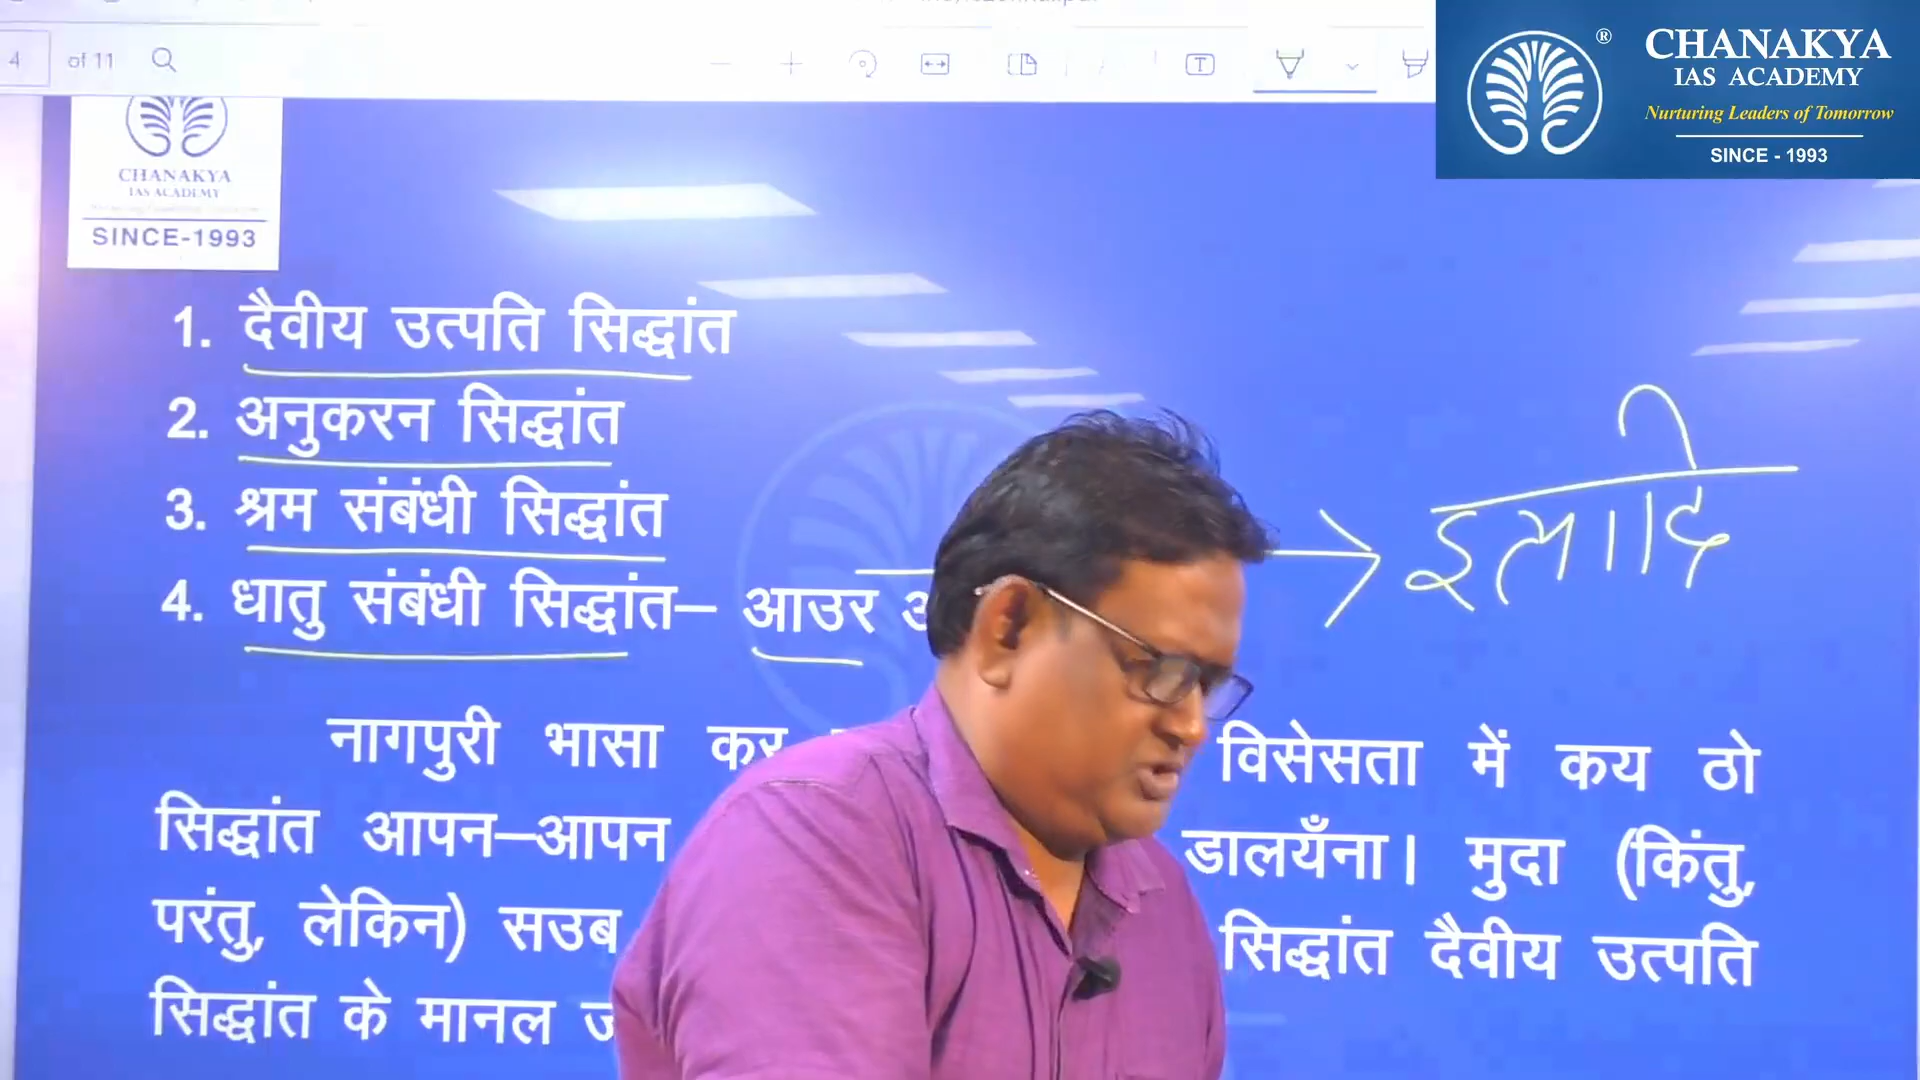 4 of 11
CHANAKYA
IAS ACADEMY
Nurturing Leaders of Tomorrow
SINCE - 1993
®
CHANAKYA
IAS ACADEMY
SINCE-1993
1. दैवीय उत्पति सिद्धांत
2. अनुकरन सिद्धांत
3. श्रम संबंधी सिद्धांत
4. धातु संबंधी सिद्धांत– आउर
इत्यादि
नागपुरी भासा कर विसेसता में कय ठो
सिद्धांत आपन–आपन डालयँना। मुदा (किंतु,
परंतु, लेकिन) सउब सिद्धांत दैवीय उत्पति
सिद्धांत के मानल